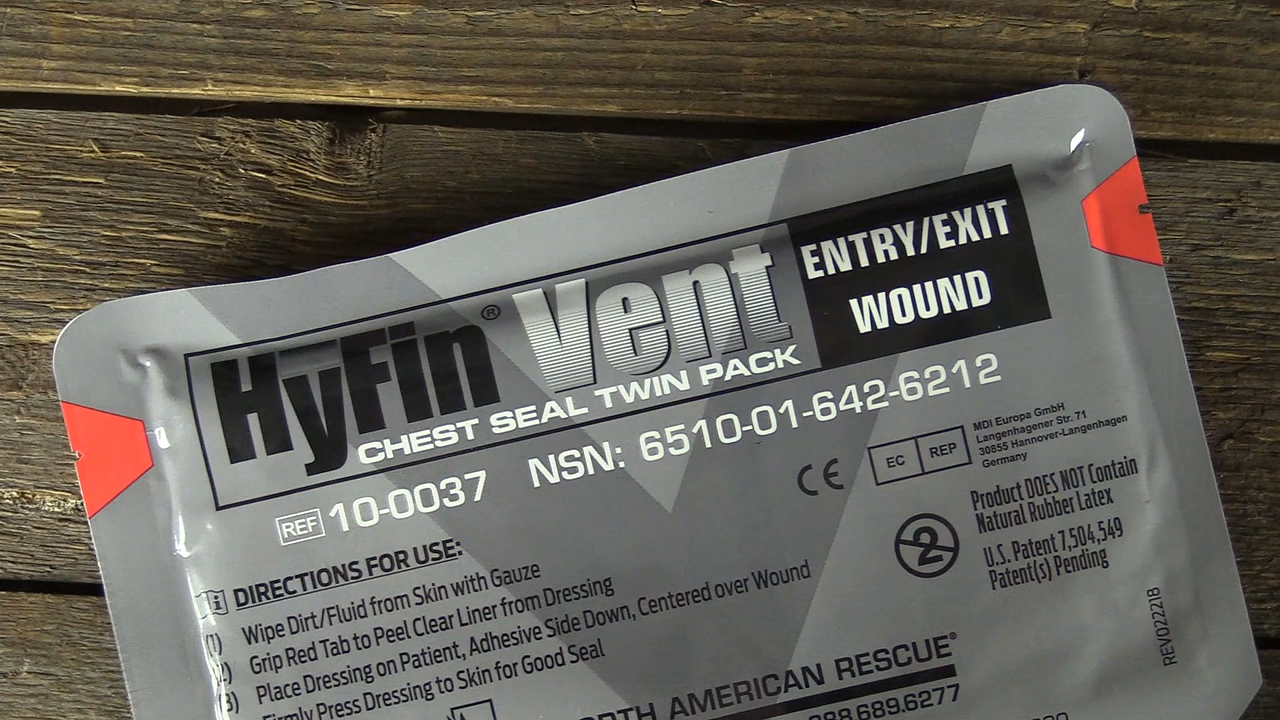 HyFin® Vent
CHEST SEAL TWIN PACK
ENTRY/EXIT
WOUND
REF 10-0037 NSN: 6510-01-642-6212
CE EC REP
MDI Europa GmbH
Langenhagener Str. 71
30855 Hannover-Langenhagen
Germany
2
Product DOES NOT Contain
Natural Rubber Latex
U.S. Patent 7,504,549
Patent(s) Pending
DIRECTIONS FOR USE:
Wipe Dirt/Fluid from Skin with Gauze
Grip Red Tab to Peel Clear Liner from Dressing
(3) Place Dressing on Patient, Adhesive Side Down, Centered over Wound
Firmly Press Dressing to Skin for Good Seal
AMERICAN RESCUE®
888.689.6277
REV022218